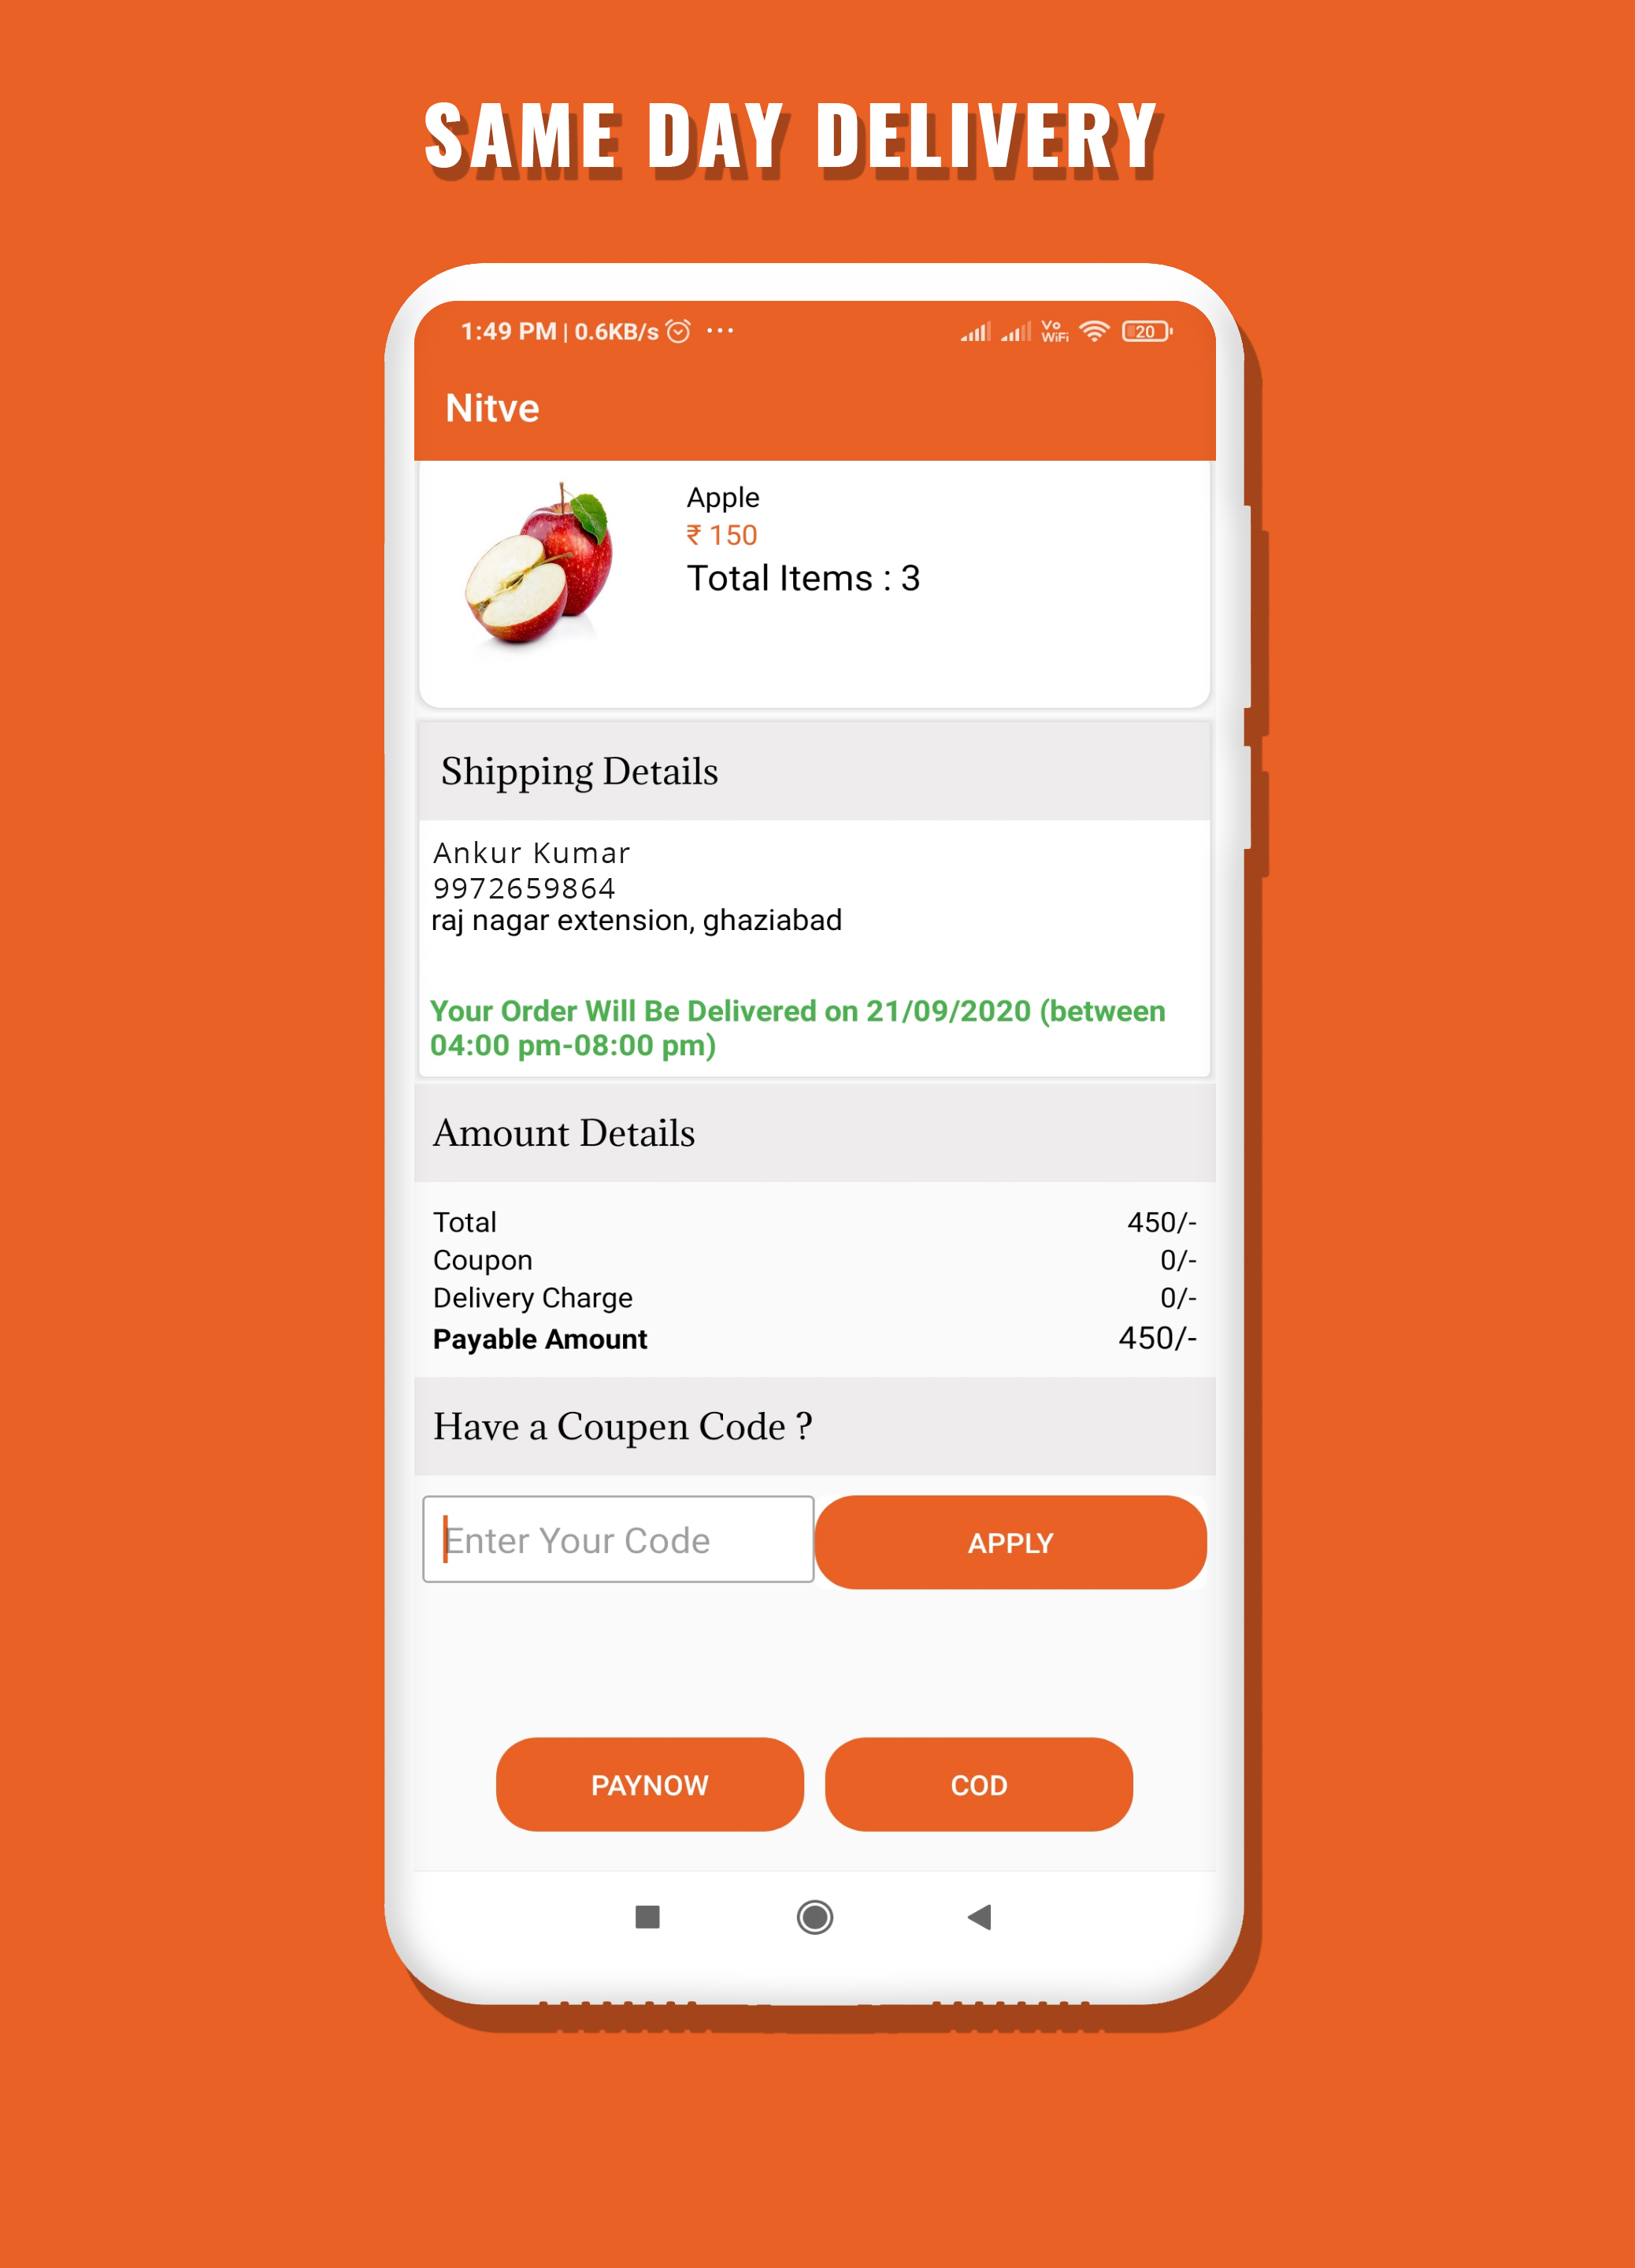 SAME DAY DELIVERY
1:49 PM | 0.6KB/s ...
Vo
WiFi
20
Nitve
Apple
₹ 150
Total Items : 3
Shipping Details
Ankur Kumar
9972659864
raj nagar extension, ghaziabad
Your Order Will Be Delivered on 21/09/2020 (between
04:00 pm-08:00 pm)
Amount Details
Total 450/-
Coupon 0/-
Delivery Charge 0/-
Payable Amount 450/-
Have a Coupen Code ?
Enter Your Code
APPLY
PAYNOW
COD